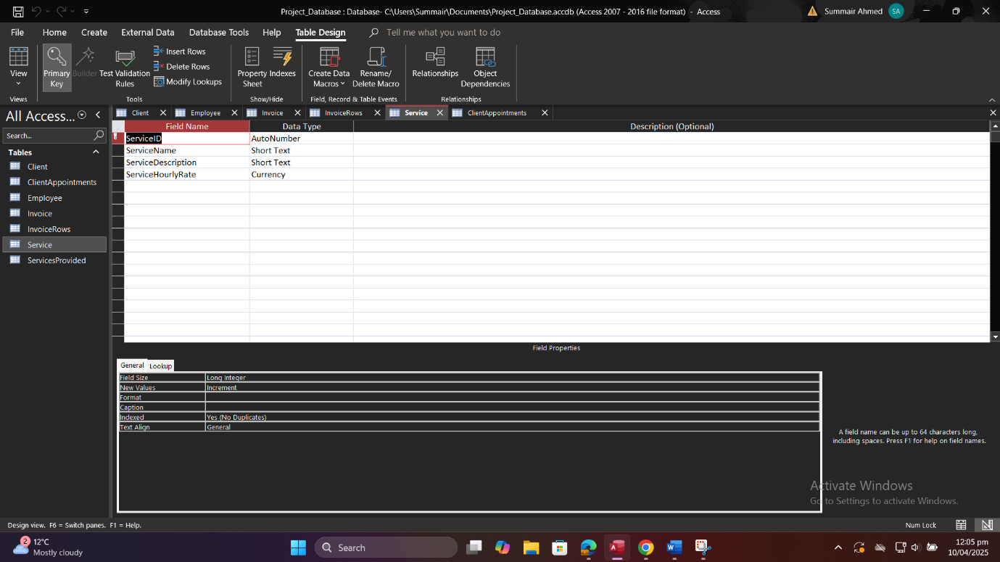 Project_Database : Database- C:\Users\Summair\Documents\Project_Database.accdb (Access 2007 - 2016 file format) - Access
Summair Ahmed
SA
File Home Create External Data Database Tools Help Table Design Tell me what you want to do
View
Primary Key
Builder
Test Validation Rules
Insert Rows
Delete Rows
Modify Lookups
Property Sheet
Indexes
Create Data Macros
Rename/ Delete Macro
Relationships
Object Dependencies
Views Tools Show/Hide Field, Record & Table Events Relationships
All Access...
Search...
Tables
Client
ClientAppointments
Employee
Invoice
InvoiceRows
Service
ServicesProvided
Client Employee Invoice InvoiceRows Service ClientAppointments
Field Name Data Type Description (Optional)
ServiceID AutoNumber
ServiceName Short Text
ServiceDescription Short Text
ServiceHourlyRate Currency
Field Properties
General Lookup
Field Size Long Integer
New Values Increment
Format
Caption
Indexed Yes (No Duplicates)
Text Align General
A field name can be up to 64 characters long,
including spaces. Press F1 for help on field names.
Activate Windows
Go to Settings to activate Windows.
Design view. F6 = Switch panes. F1 = Help.
Num Lock
2
12°C
Mostly cloudy
Search
12:05 pm
10/04/2025